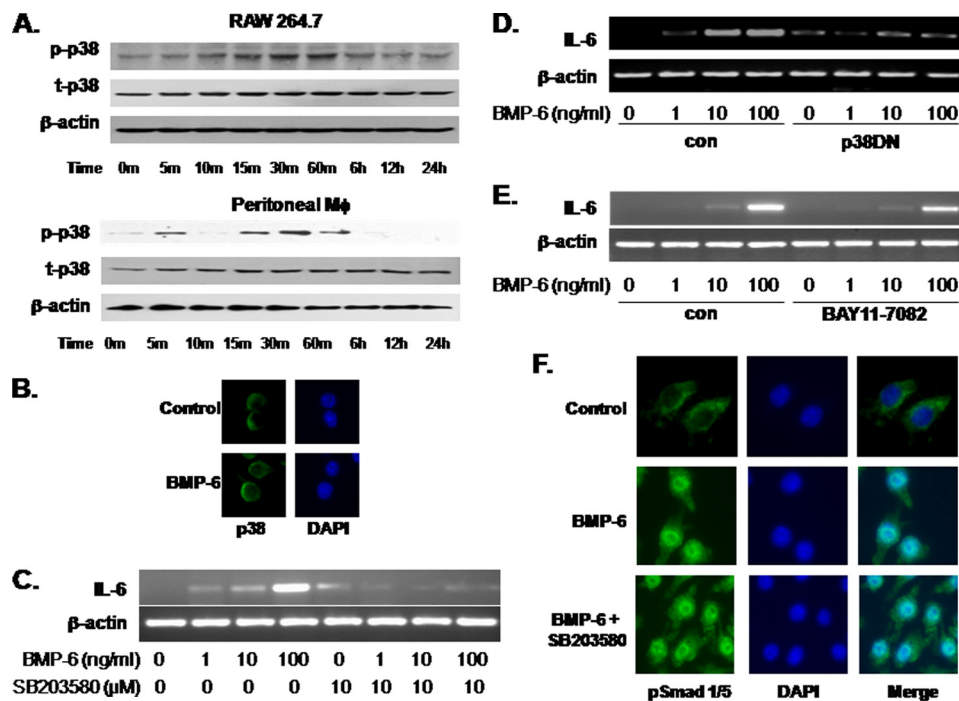 A.
RAW 264.7
p-p38
t-p38
β-actin
Time 0m 5m 10m 15m 30m 60m 6h 12h 24h
Peritoneal Mϕ
p-p38
t-p38
β-actin
Time 0m 5m 10m 15m 30m 60m 6h 12h 24h
B.
Control
BMP-6
p38 DAPI
C.
IL-6
β-actin
BMP-6 (ng/ml) 0 1 10 100 0 1 10 100
SB203580 (μM) 0 0 0 0 10 10 10 10
D.
IL-6
β-actin
BMP-6 (ng/ml) 0 1 10 100 0 1 10 100
con p38DN
E.
IL-6
β-actin
BMP-6 (ng/ml) 0 1 10 100 0 1 10 100
con BAY11-7082
F.
Control
BMP-6
BMP-6 +
SB203580
pSmad 1/5 DAPI Merge